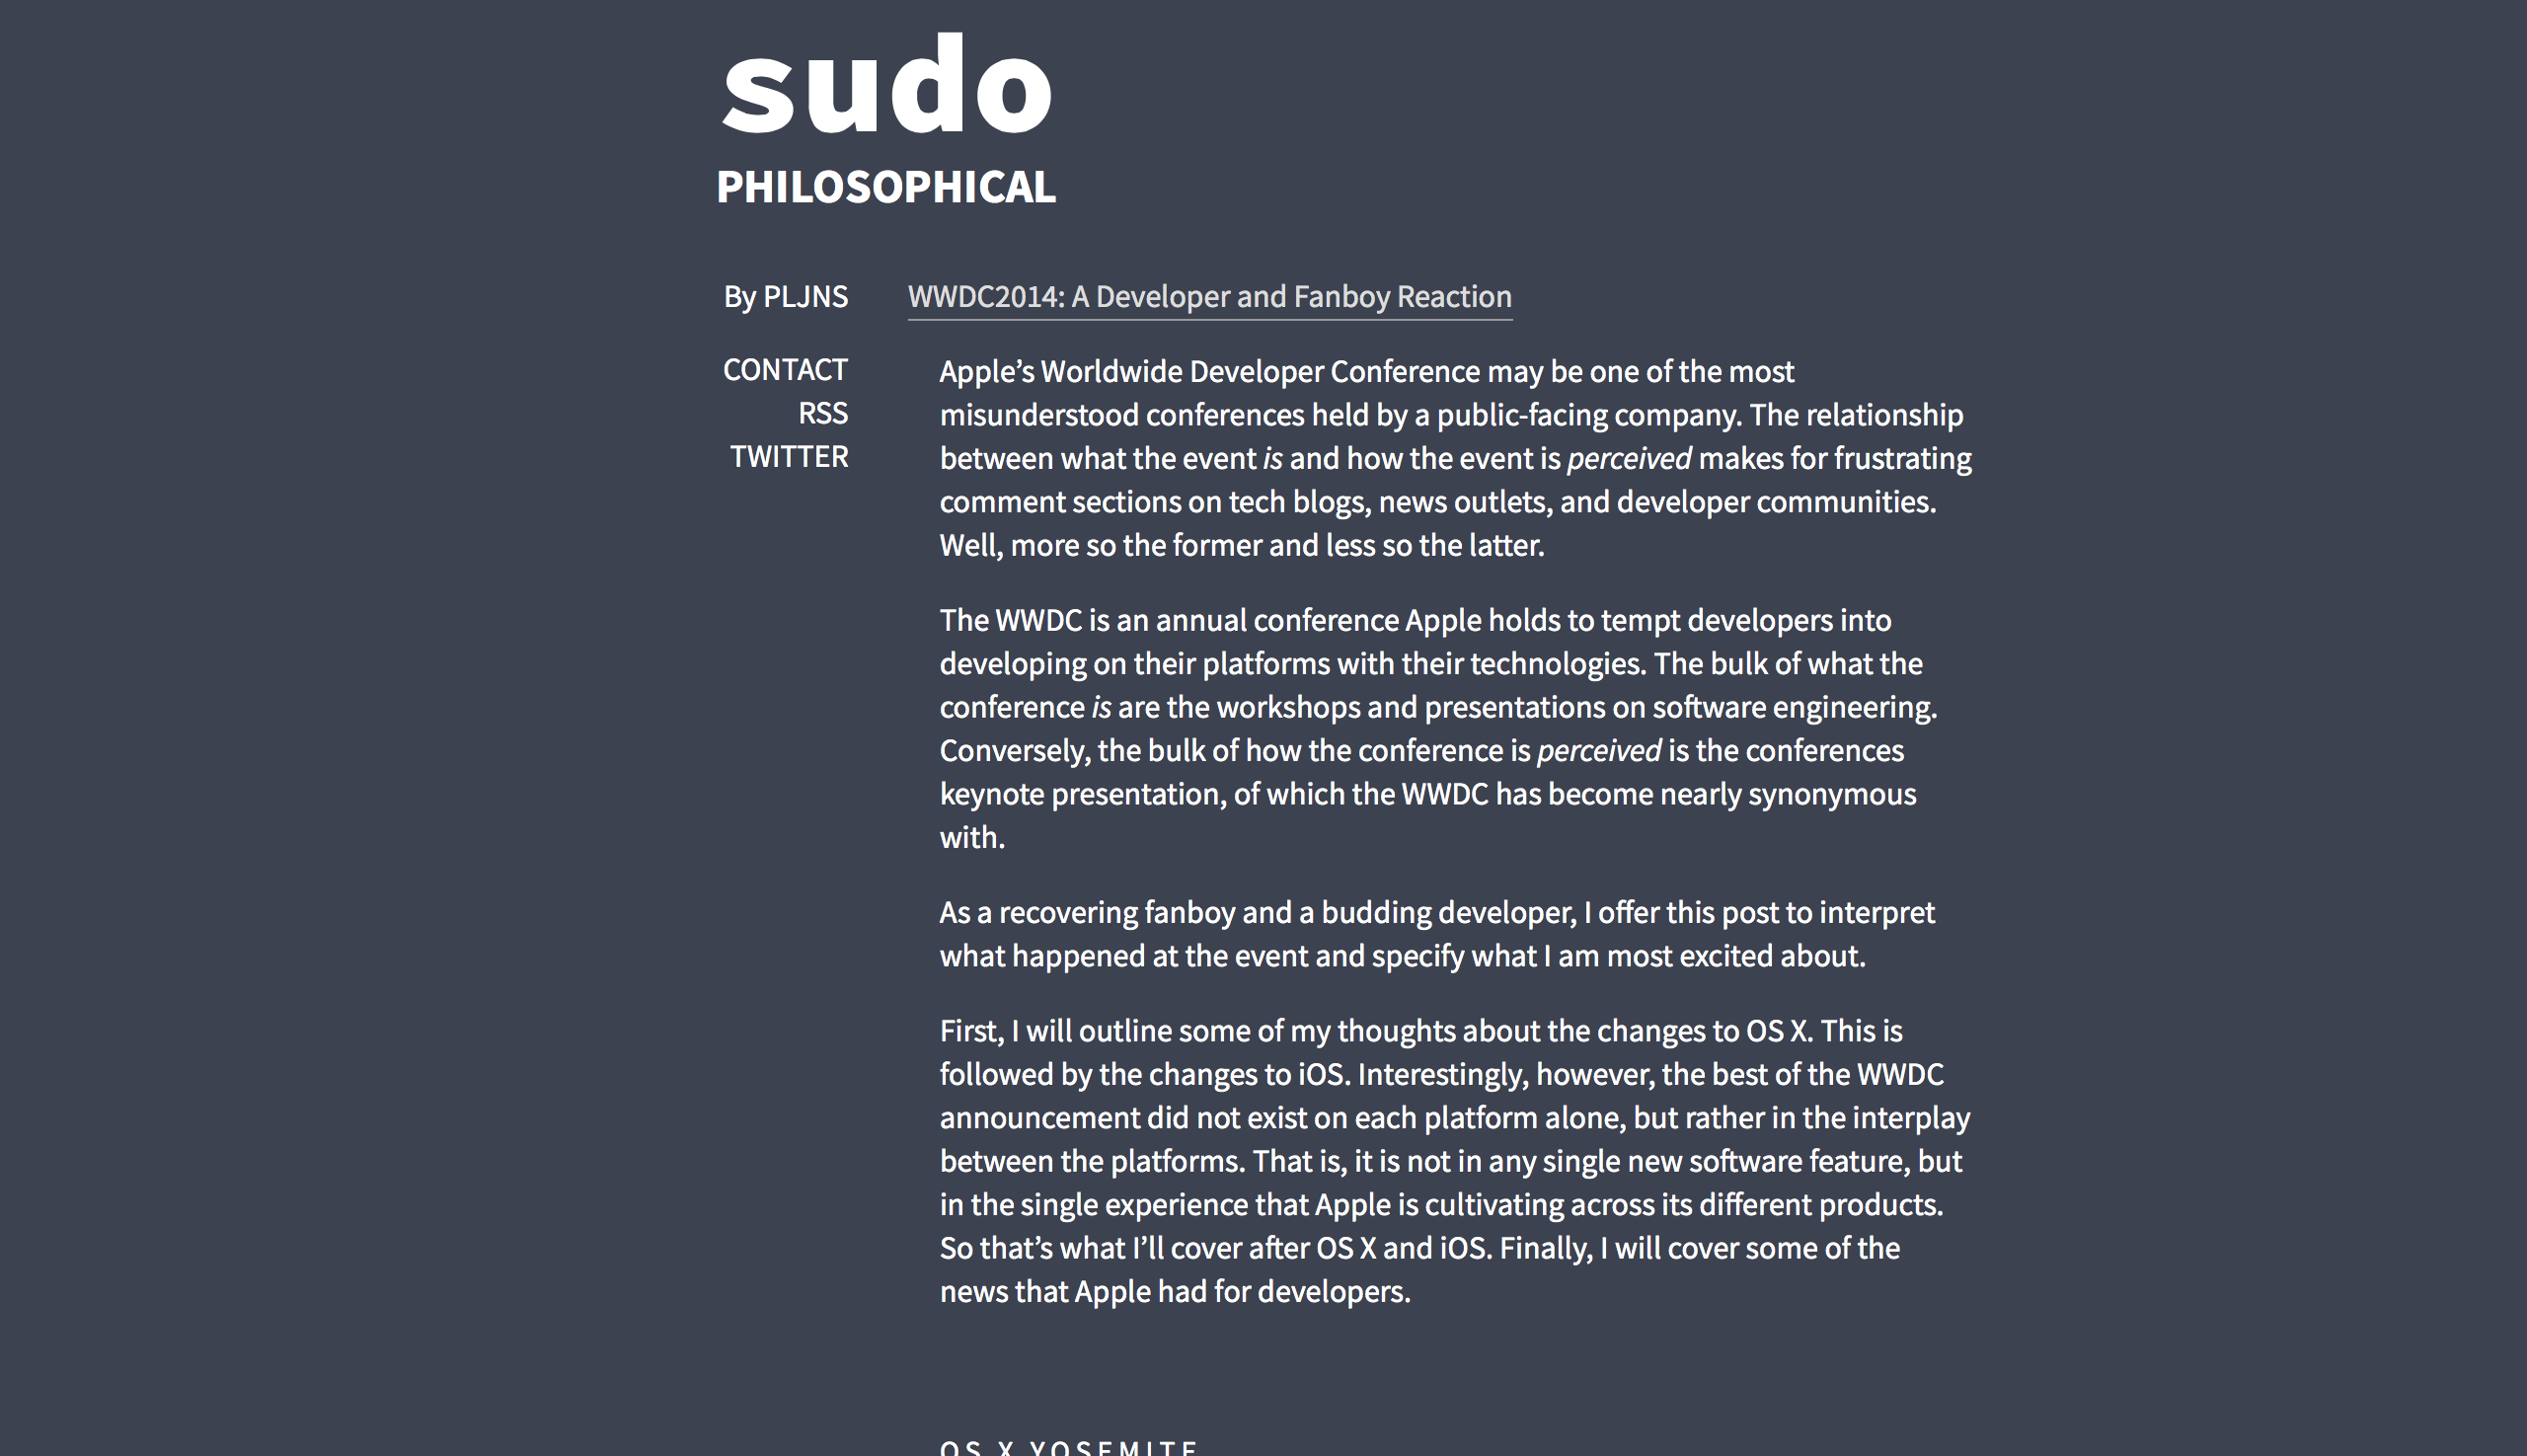 sudo
PHILOSOPHICAL
By PLJNS
CONTACT
RSS
TWITTER
WWDC2014: A Developer and Fanboy Reaction
Apple’s Worldwide Developer Conference may be one of the most
misunderstood conferences held by a public-facing company. The relationship
between what the event is and how the event is perceived makes for frustrating
comment sections on tech blogs, news outlets, and developer communities.
Well, more so the former and less so the latter.
The WWDC is an annual conference Apple holds to tempt developers into
developing on their platforms with their technologies. The bulk of what the
conference is are the workshops and presentations on software engineering.
Conversely, the bulk of how the conference is perceived is the conferences
keynote presentation, of which the WWDC has become nearly synonymous
with.
As a recovering fanboy and a budding developer, I offer this post to interpret
what happened at the event and specify what I am most excited about.
First, I will outline some of my thoughts about the changes to OS X. This is
followed by the changes to iOS. Interestingly, however, the best of the WWDC
announcement did not exist on each platform alone, but rather in the interplay
between the platforms. That is, it is not in any single new software feature, but
in the single experience that Apple is cultivating across its different products.
So that’s what I’ll cover after OS X and iOS. Finally, I will cover some of the
news that Apple had for developers.
OS X YOSEMITE